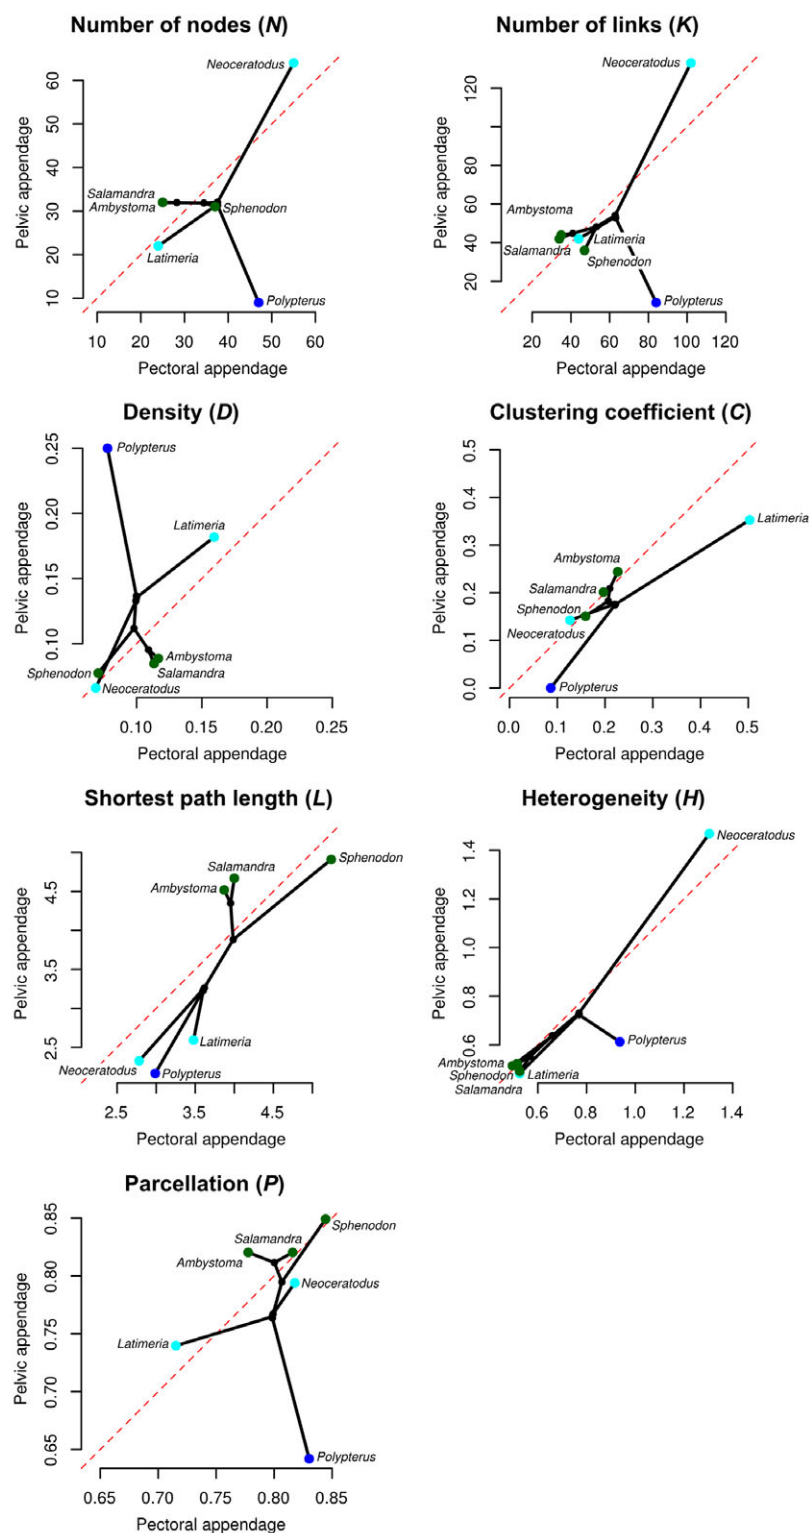 Number of nodes (N)
Pelvic appendage
60
50
40
30
20
10
Neoceratodus
Salamandra
Ambystoma
Sphenodon
Latimeria
Polypterus
10 20 30 40 50 60
Pectoral appendage
Number of links (K)
Pelvic appendage
120
100
80
60
40
20
Neoceratodus
Ambystoma
Salamandra
Latimeria
Sphenodon
Polypterus
20 40 60 80 100 120
Pectoral appendage
Density (D)
Pelvic appendage
0.25
0.20
0.15
0.10
Polypterus
Latimeria
Ambystoma
Sphenodon
Salamandra
Neoceratodus
0.10 0.15 0.20 0.25
Pectoral appendage
Clustering coefficient (C)
Pelvic appendage
0.5
0.4
0.3
0.2
0.1
0.0
Latimeria
Ambystoma
Salamandra
Sphenodon
Neoceratodus
Polypterus
0.0 0.1 0.2 0.3 0.4 0.5
Pectoral appendage
Shortest path length (L)
Pelvic appendage
4.5
3.5
2.5
Salamandra
Sphenodon
Ambystoma
Latimeria
Neoceratodus
Polypterus
2.5 3.5 4.5
Pectoral appendage
Heterogeneity (H)
Pelvic appendage
1.4
1.2
1.0
0.8
0.6
Neoceratodus
Polypterus
Ambystoma
Sphenodon
Latimeria
Salamandra
0.6 0.8 1.0 1.2 1.4
Pectoral appendage
Parcellation (P)
Pelvic appendage
0.85
0.80
0.75
0.70
0.65
Sphenodon
Salamandra
Ambystoma
Neoceratodus
Latimeria
Polypterus
0.65 0.70 0.75 0.80 0.85
Pectoral appendage